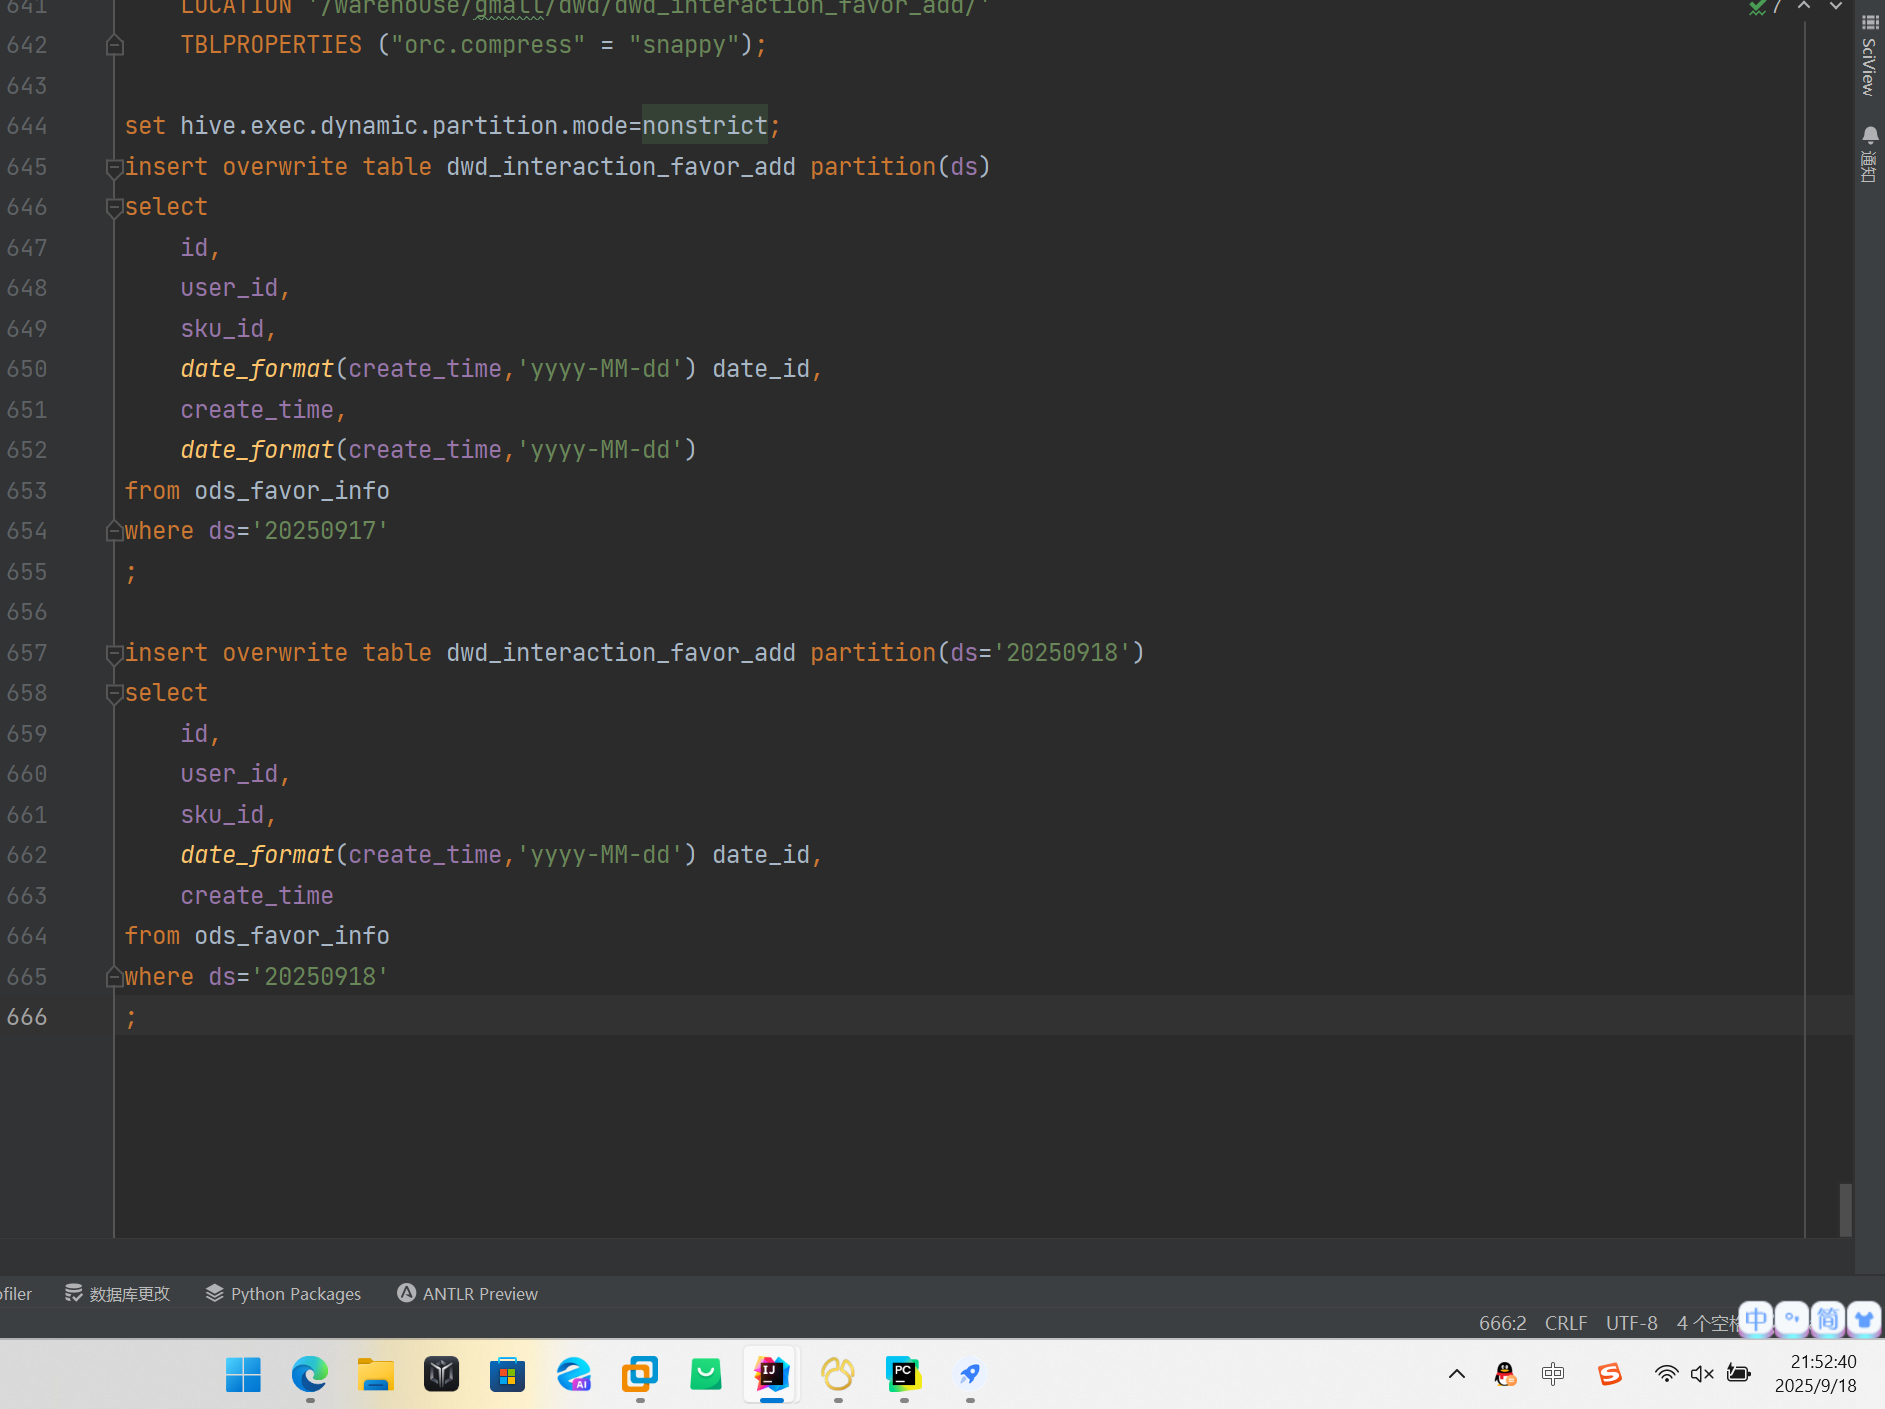 641 LOCATION '/warehouse/gmall/dwd/dwd_interaction_favor_add/'
7
642 TBLPROPERTIES ("orc.compress" = "snappy");
643
644 set hive.exec.dynamic.partition.mode=nonstrict;
645 insert overwrite table dwd_interaction_favor_add partition(ds)
646 select
647 id,
648 user_id,
649 sku_id,
650 date_format(create_time,'yyyy-MM-dd') date_id,
651 create_time,
652 date_format(create_time,'yyyy-MM-dd')
653 from ods_favor_info
654 where ds='20250917'
655 ;
656
657 insert overwrite table dwd_interaction_favor_add partition(ds='20250918')
658 select
659 id,
660 user_id,
661 sku_id,
662 date_format(create_time,'yyyy-MM-dd') date_id,
663 create_time
664 from ods_favor_info
665 where ds='20250918'
666 ;
SciView
通知
ofiler 数据库更改 Python Packages ANTLR Preview
666:2 CRLF UTF-8 4 个空格
中 简
AI IJ PC 中 S
21:52:40
2025/9/18